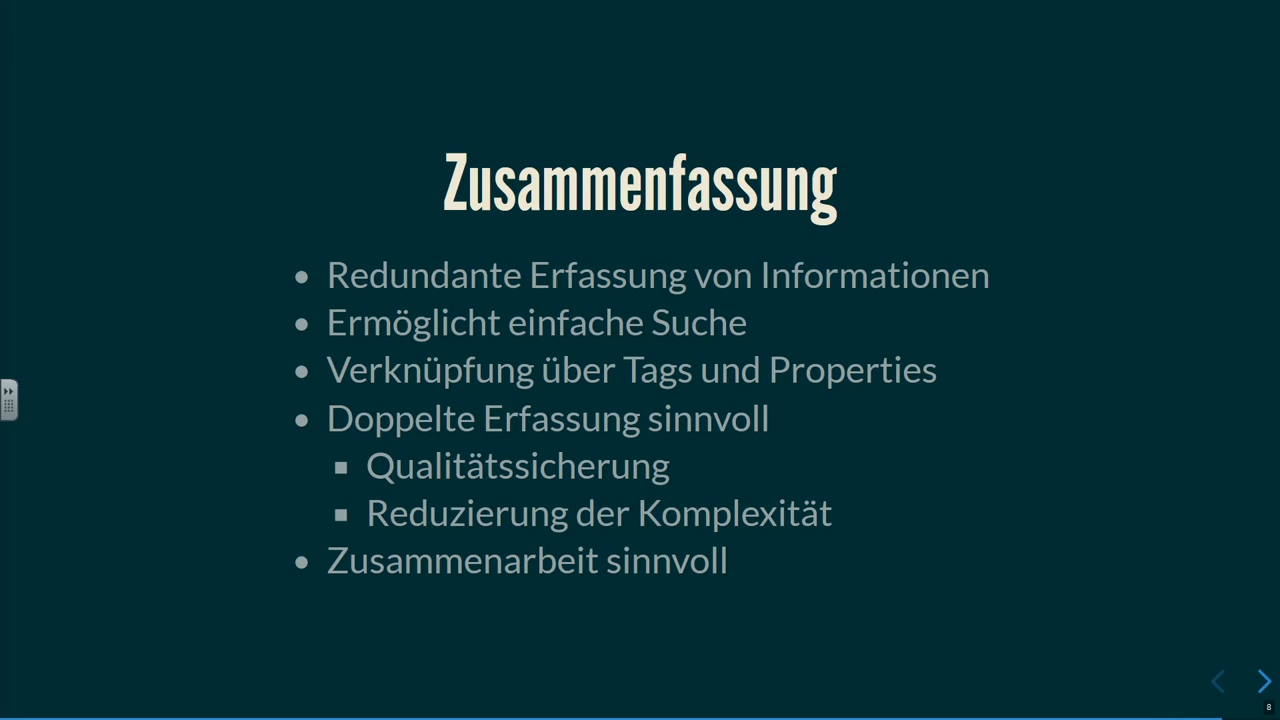 Zusammenfassung
Redundante Erfassung von Informationen
Ermöglicht einfache Suche
Verknüpfung über Tags und Properties
Doppelte Erfassung sinnvoll
Qualitätssicherung
Reduzierung der Komplexität
Zusammenarbeit sinnvoll
8